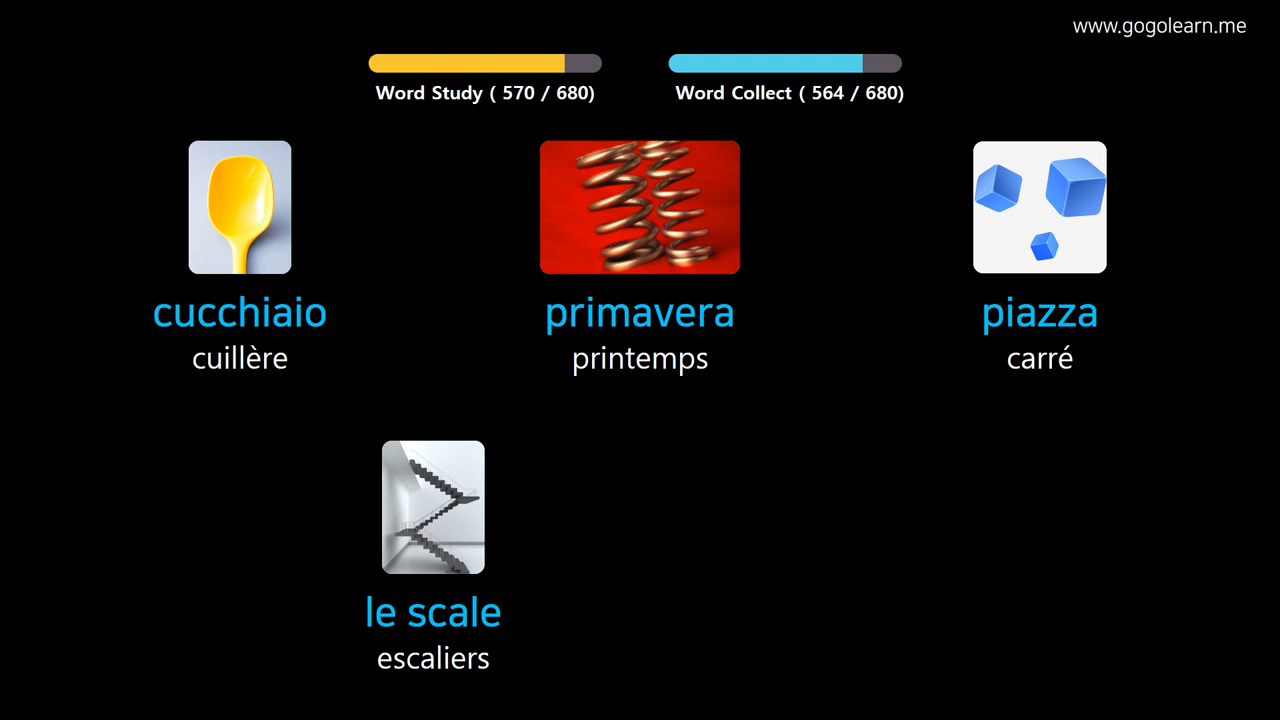 www.gogolearn.me
Word Study ( 570 / 680)
Word Collect ( 564 / 680)
cucchiaio
cuillère
primavera
printemps
piazza
carré
le scale
escaliers